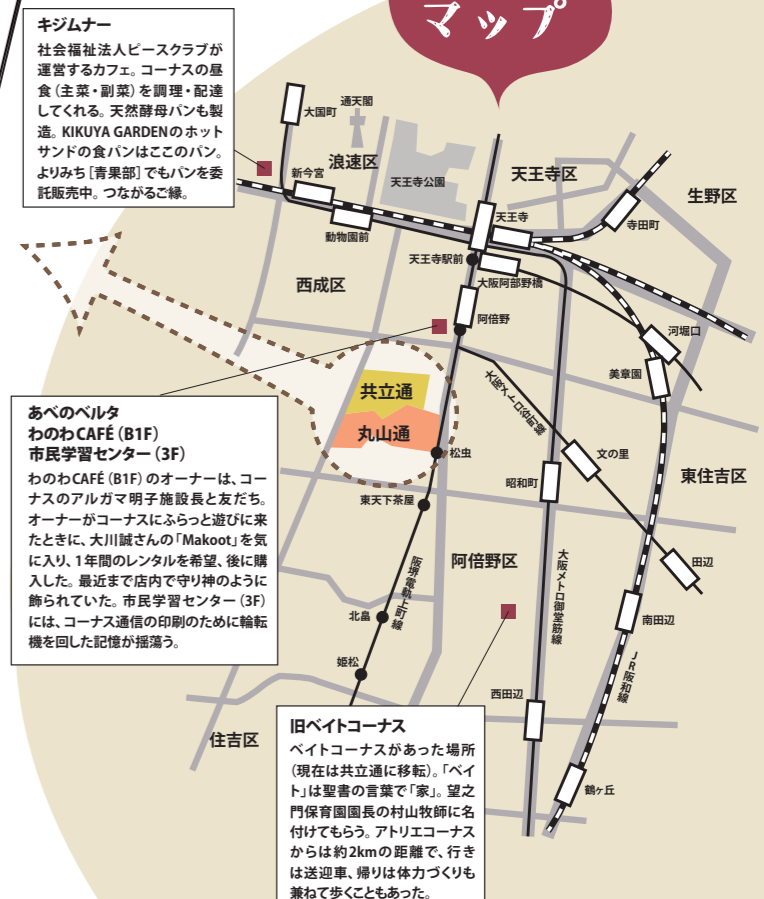 マップ
キジムナー
社会福祉法人ピースクラブが
運営するカフェ。コーナスの昼
食（主菜・副菜）を調理・配達
してくれる。天然酵母パンも製
造。KIKUYA GARDENのホット
サンドの食パンはここのパン。
よりみち［青果部］でもパンを委
託販売中。つながるご縁。
大国町
通天閣
浪速区
新今宮
天王寺公園
天王寺区
生野区
天王寺
寺田町
動物園前
天王寺駅前
大阪阿部野橋
西成区
阿倍野
河堀口
美章園
大阪メトロ谷町線
共立通
丸山通
松虫
文の里
東住吉区
昭和町
東天下茶屋
阿倍野区
田辺
大阪メトロ御堂筋線
阪堺電軌上町線
北畠
南田辺
JR阪和線
姫松
西田辺
住吉区
鶴ヶ丘
あべのベルタ
わのわCAFÉ（B1F）
市民学習センター（3F）
わのわCAFÉ（B1F）のオーナーは、コー
ナスのアルガマ明子施設長と友だち。
オーナーがコーナスにふらっと遊びに来
たときに、大川誠さんの「Makoot」を気
に入り、1年間のレンタルを希望、後に購
入した。最近まで店内で守り神のように
飾られていた。市民学習センター（3F）
には、コーナス通信の印刷のために輪転
機を回した記憶が揺蕩う。
旧ベイトコーナス
ベイトコーナスがあった場所
（現在は共立通に移転）。「ベイ
ト」は聖書の言葉で「家」。望之
門保育園園長の村山牧師に名
付けてもらう。アトリエコーナス
からは約2kmの距離で、行き
は送迎車、帰りは体力づくりも
兼ねて歩くこともあった。